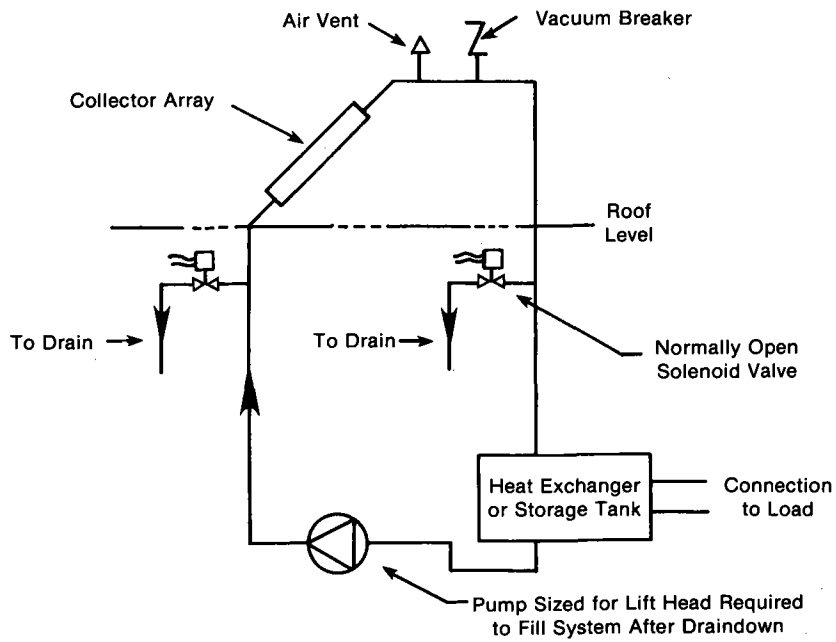 Air Vent
Vacuum Breaker
Collector Array
Roof
Level
To Drain
To Drain
Normally Open
Solenoid Valve
Heat Exchanger
or Storage Tank
Connection
to Load
Pump Sized for Lift Head Required
to Fill System After Draindown